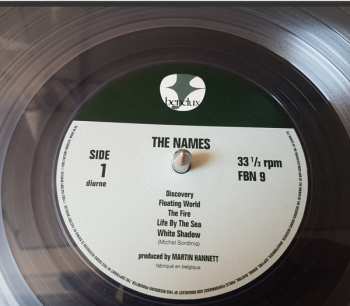 benelux
THE NAMES
SIDE
1
diurne
33 1/3 rpm
FBN 9
Discovery
Floating World
The Fire
Life By The Sea
White Shadow
(Michel Sordinia)
produced by MARTIN HANNETT
fabriqué en belgique